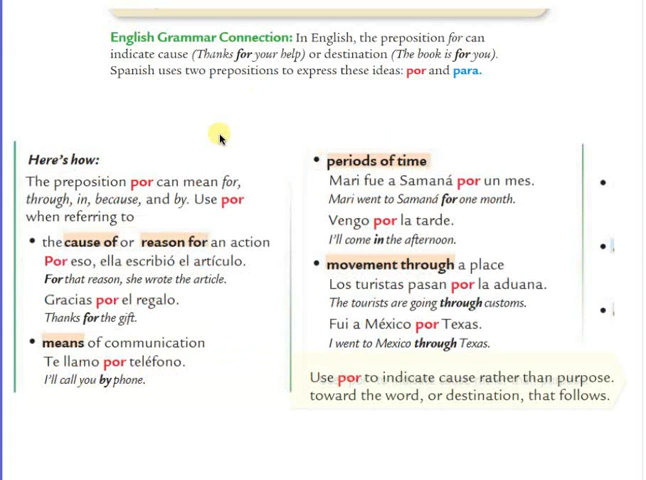 English Grammar Connection: In English, the preposition for can
indicate cause (Thanks for your help) or destination (The book is for you).
Spanish uses two prepositions to express these ideas: por and para.
Here's how:
The preposition por can mean for,
through, in, because, and by. Use por
when referring to
• the cause of or reason for an action
Por eso, ella escribió el artículo.
For that reason, she wrote the article.
Gracias por el regalo.
Thanks for the gift.
• means of communication
Te llamo por teléfono.
I'll call you by phone.
• periods of time
Mari fue a Samaná por un mes.
Mari went to Samaná for one month.
Vengo por la tarde.
I'll come in the afternoon.
• movement through a place
Los turistas pasan por la aduana.
The tourists are going through customs.
Fui a México por Texas.
I went to Mexico through Texas.
Use por to indicate cause rather than purpose.
toward the word, or destination, that follows.